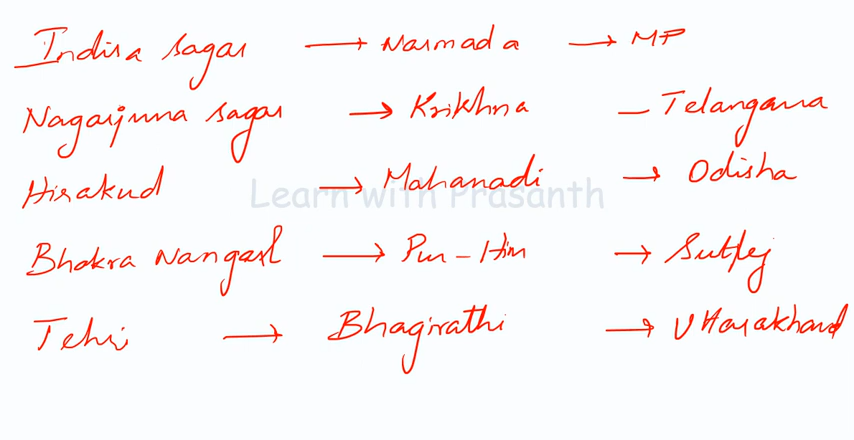 Indira sagar → Narmada → MP
Nagarjuna sagar → Krikhna - Telangana
Hirakud → Mahanadi → Odisha
Learn with Prasanth
Bhakra Nangal → Pun - Him → Sutlej
Tehri → Bhagirathi → Uttarakhand